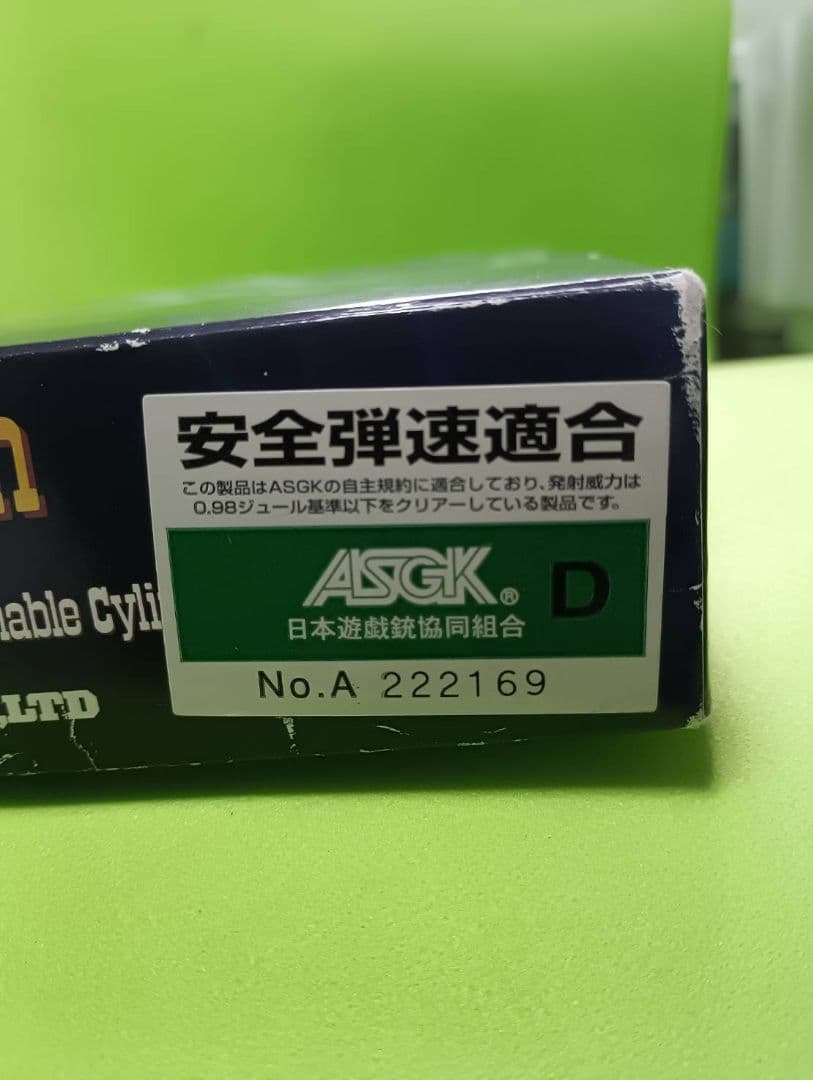 安全弾速適合
この製品はASGKの自主規約に適合しており、発射威力は
0.98ジュール基準以下をクリアーしている製品です。
ASGK® D
日本遊戯銃協同組合
No.A 222169
LTD